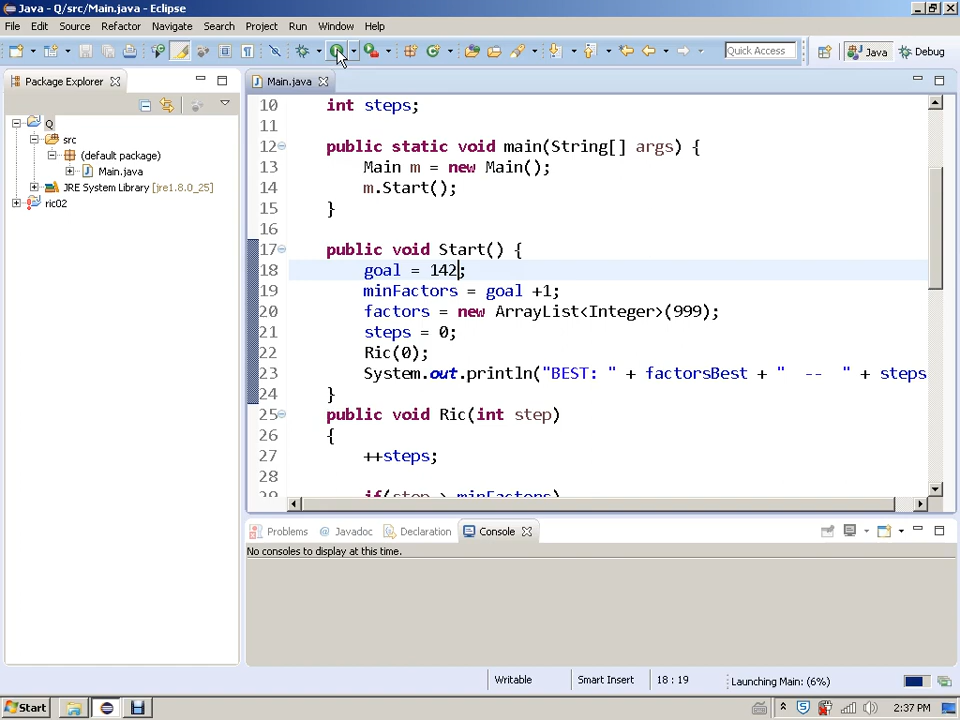 Java - Q/src/Main.java - Eclipse
File Edit Source Refactor Navigate Search Project Run Window Help
Quick Access Java Debug
Package Explorer
Main.java
Q
src
(default package)
Main.java
JRE System Library [jre1.8.0_25]
ric02
10 int steps;
11
12 public static void main(String[] args) {
13 Main m = new Main();
14 m.Start();
15 }
16
17 public void Start() {
18 goal = 142;
19 minFactors = goal +1;
20 factors = new ArrayList<Integer>(999);
21 steps = 0;
22 Ric(0);
23 System.out.println("BEST: " + factorsBest + "  --  " + steps
24 }
25 public void Ric(int step)
26 {
27 ++steps;
28
29 if(step > minFactors)
Problems @ Javadoc Declaration Console
No consoles to display at this time.
Writable Smart Insert 18 : 19 Launching Main: (6%)
Start 2:37 PM